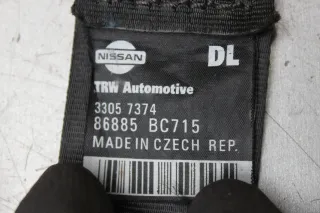 NISSAN
DL
TRW Automotive
3305 7374
86885 BC715
MADE IN CZECH REP.